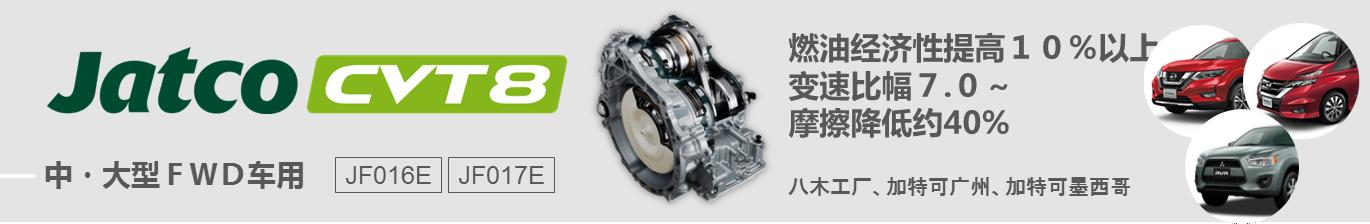 Jatco CVT8
中・大型FWD车用
JF016E JF017E
燃油经济性提高１０％以上
变速比幅７.０～
摩擦降低约40%
八木工厂、加特可广州、加特可墨西哥